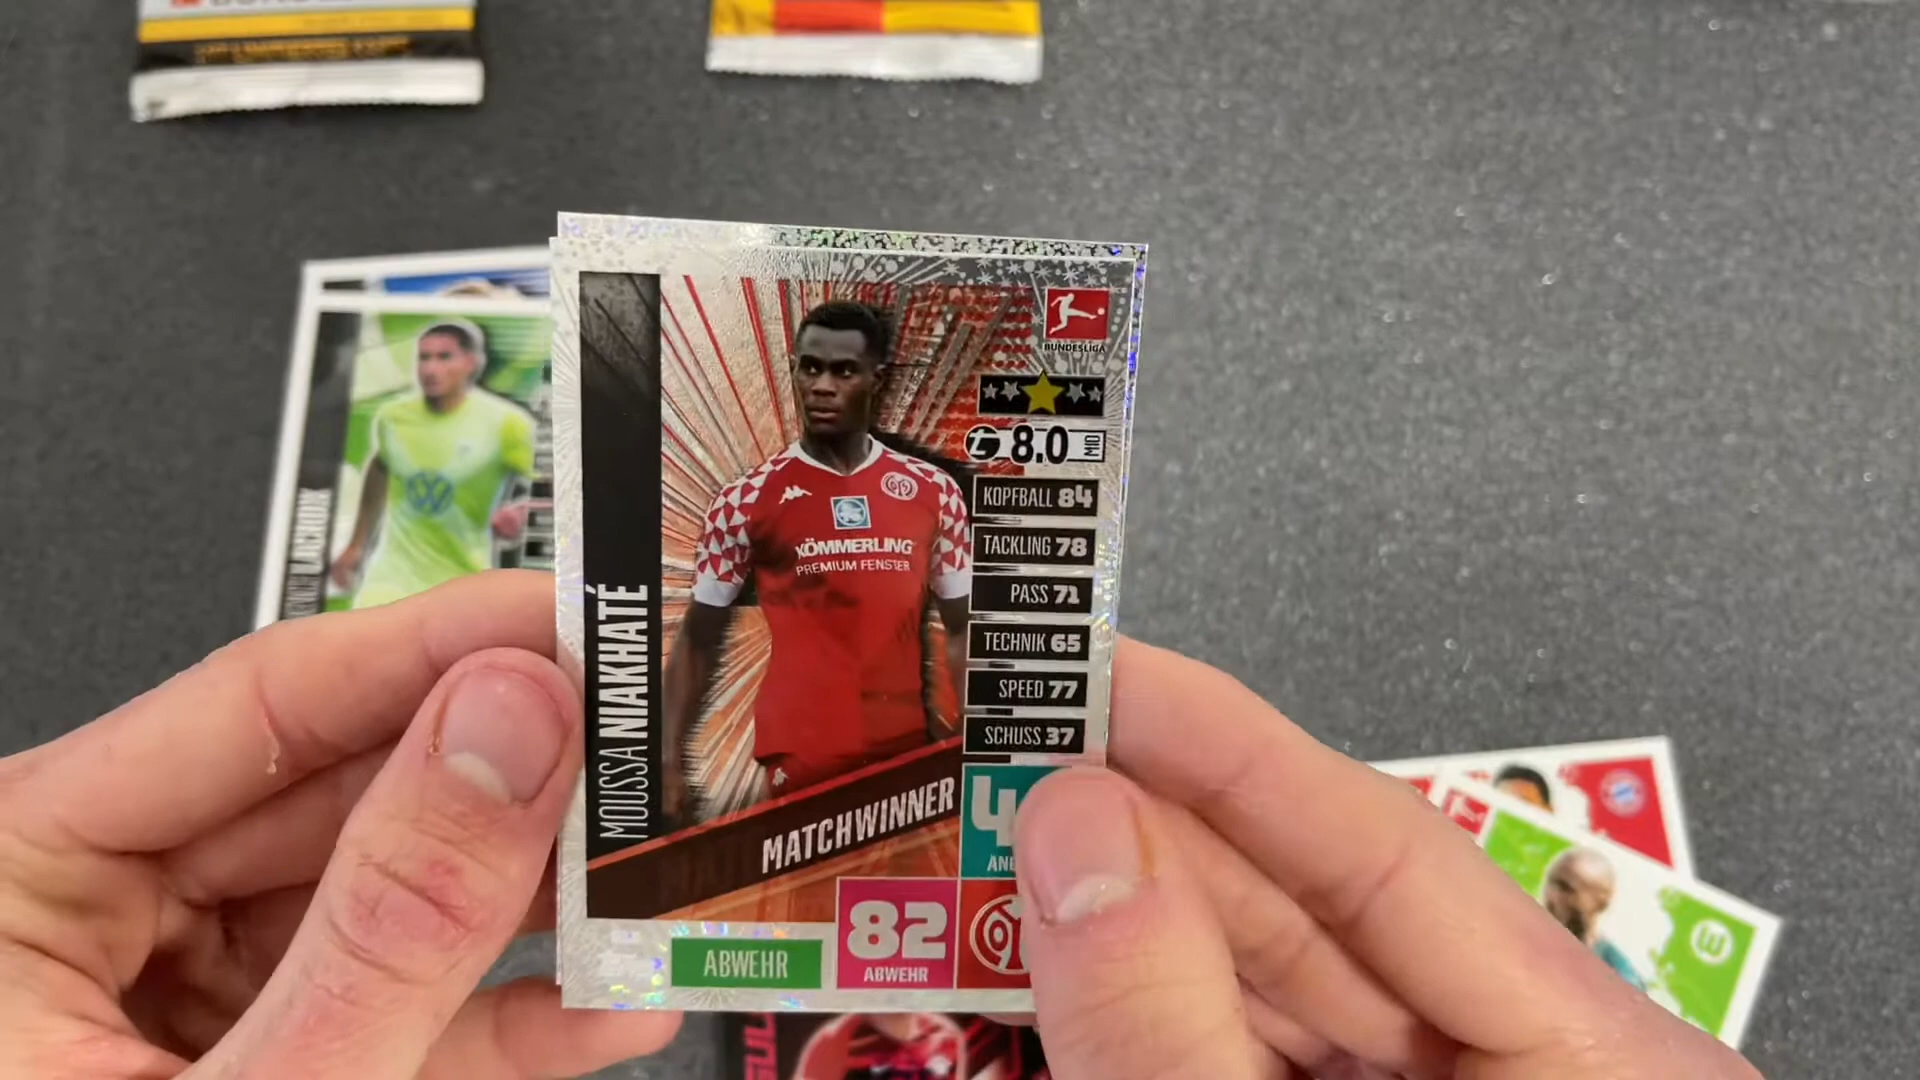 BUNDESLIGA
8.0 MIO
KOPFBALL 84
TACKLING 78
PASS 71
TECHNIK 65
SPEED 77
SCHUSS 37
MOUSSA NIAKHATÉ
KÖMMERLING
PREMIUM FENSTER
MATCHWINNER
ABWEHR
82
ABWEHR
LACROIX